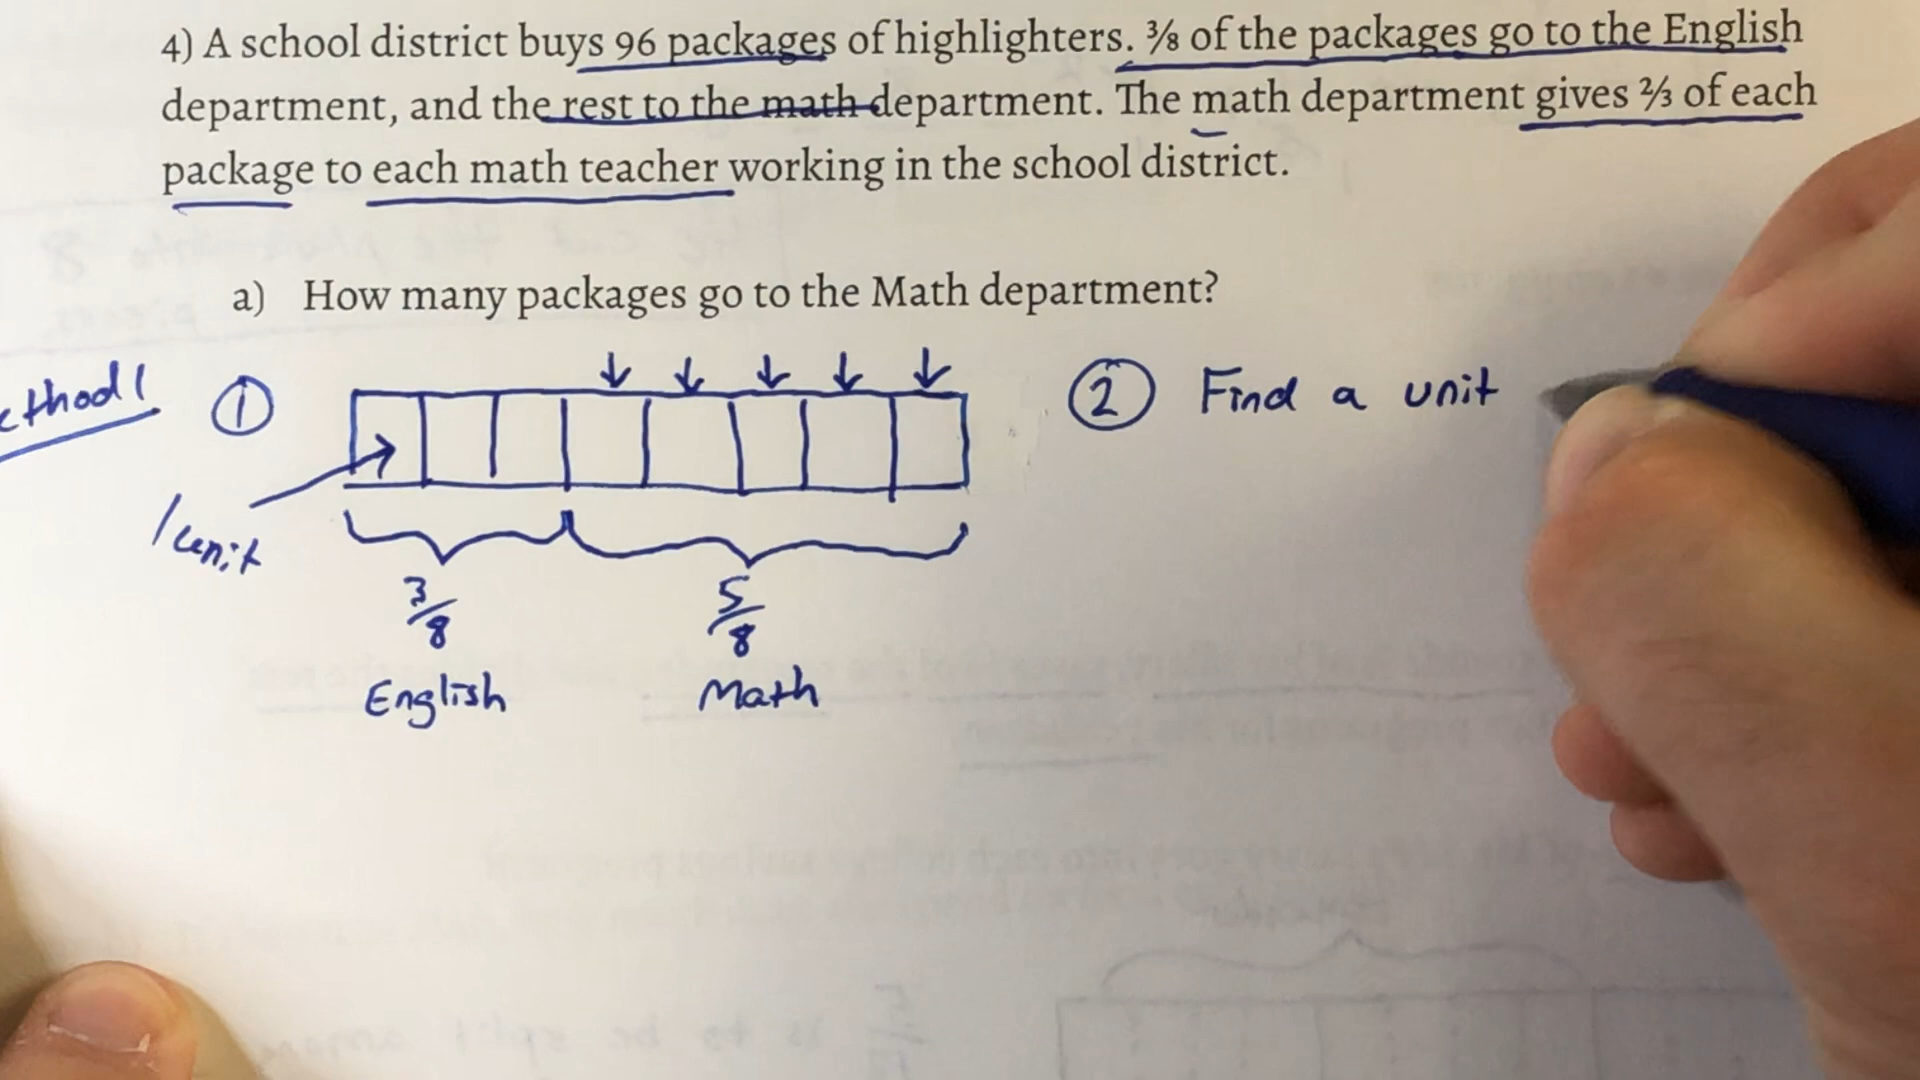 4) A school district buys 96 packages of highlighters. ⅜ of the packages go to the English
department, and the rest to the math department. The math department gives ⅔ of each
package to each math teacher working in the school district.
a) How many packages go to the Math department?
ethod 1 ① ② Find a unit
1 unit
3/8 5/8
English Math